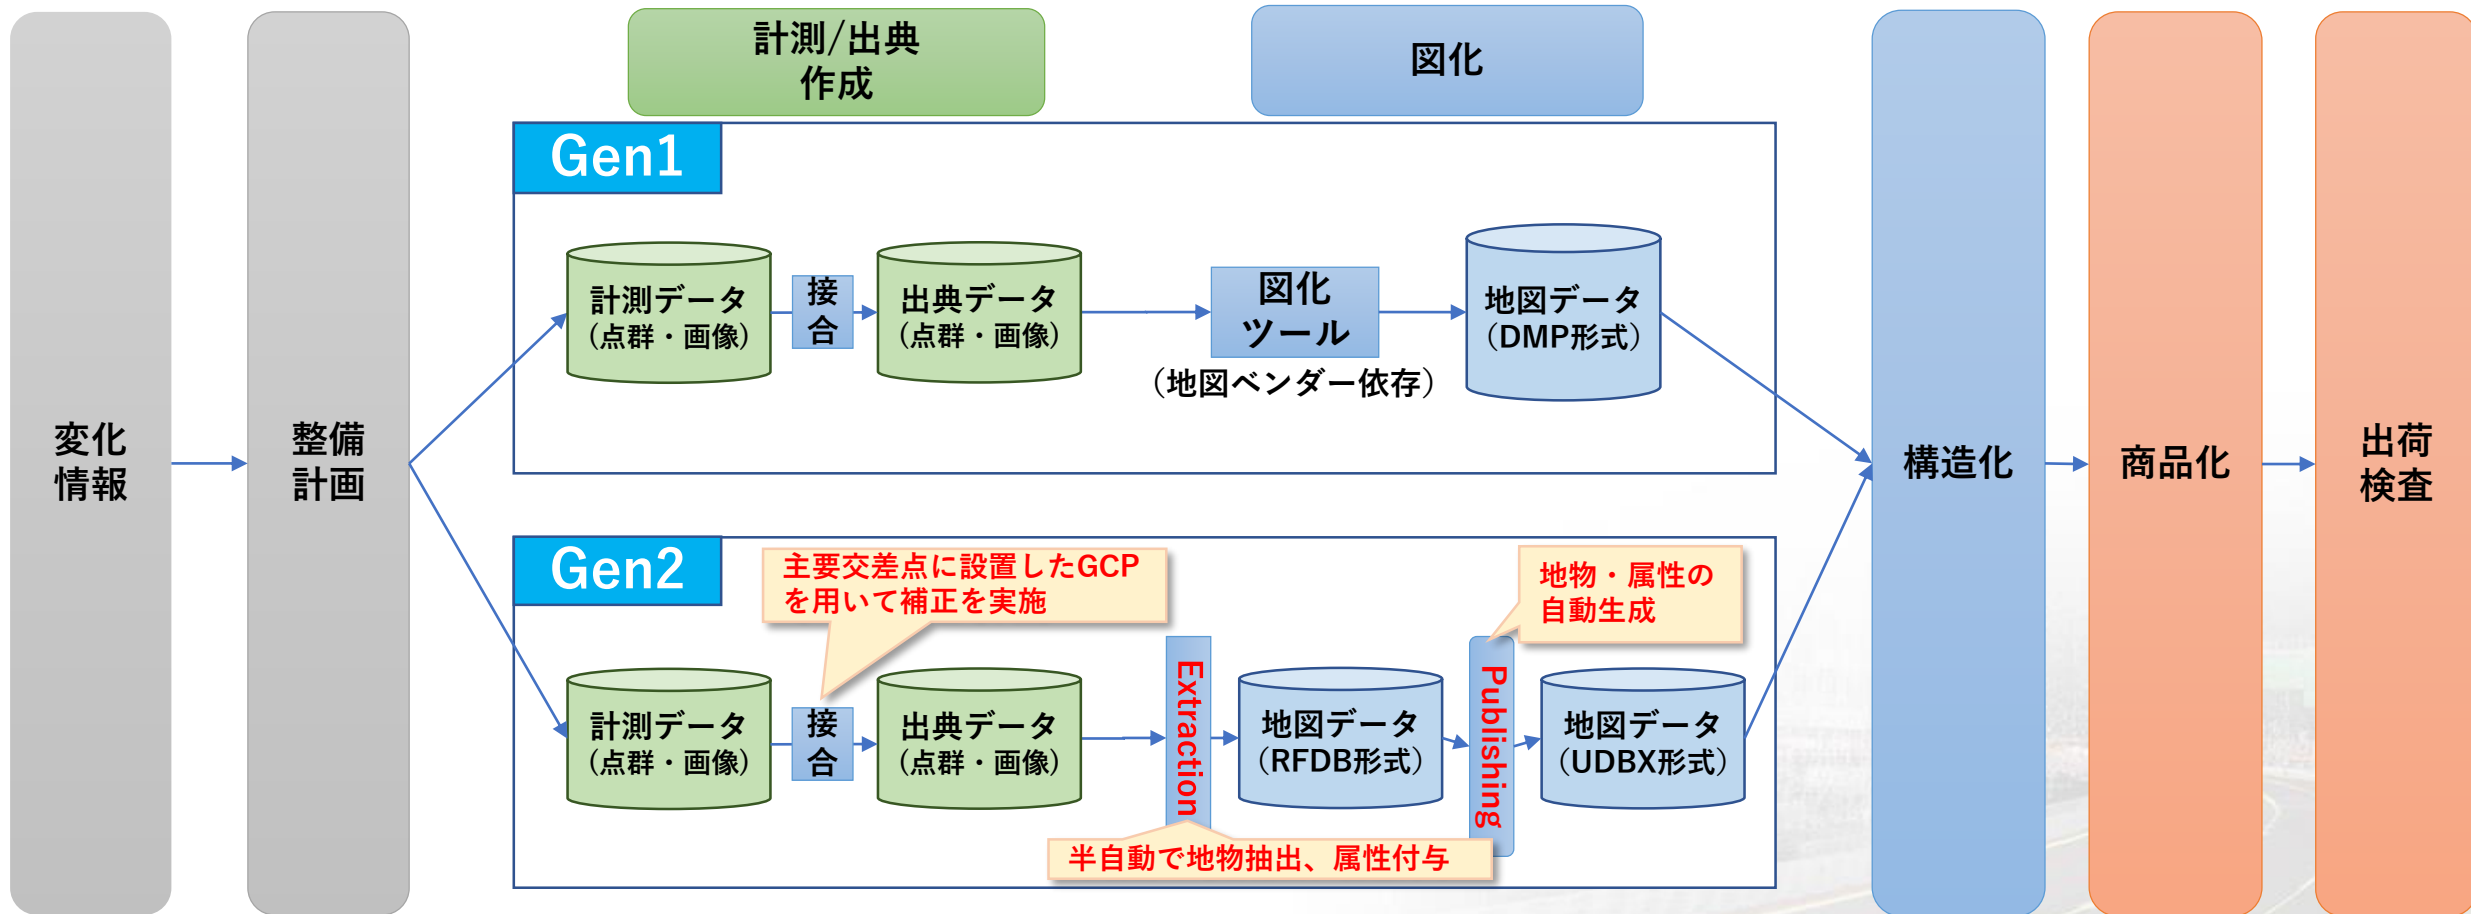 変化
情報
整備
計画
計測/出典
作成
図化
Gen1
計測データ
(点群・画像)
接
合
出典データ
(点群・画像)
図化
ツール
（地図ベンダー依存）
地図データ
（DMP形式）
Gen2
主要交差点に設置したGCP
を用いて補正を実施
地物・属性の
自動生成
計測データ
(点群・画像)
接
合
出典データ
(点群・画像)
Extraction
地図データ
（RFDB形式）
Publishing
地図データ
（UDBX形式）
半自動で地物抽出、属性付与
構造化
商品化
出荷
検査